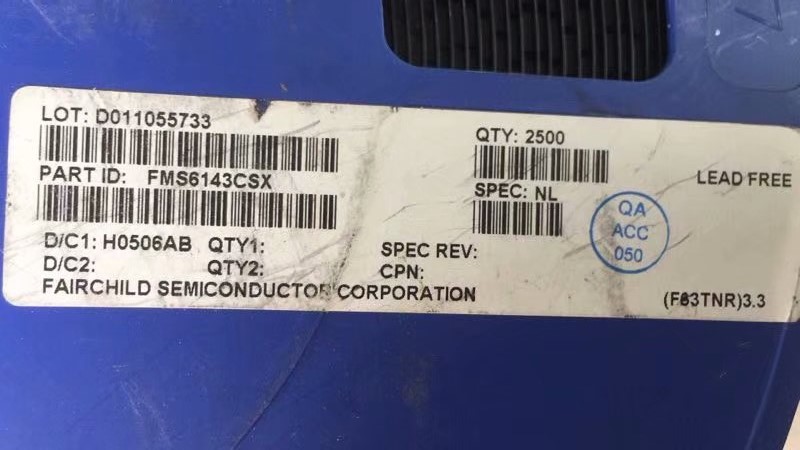 LOT: D011055733
PART ID: FMS6143CSX
D/C1: H0506AB QTY1:
D/C2: QTY2:
FAIRCHILD SEMICONDUCTOR CORPORATION
QTY: 2500
SPEC: NL
SPEC REV:
CPN:
LEAD FREE
QA
ACC
050
(F63TNR)3.3